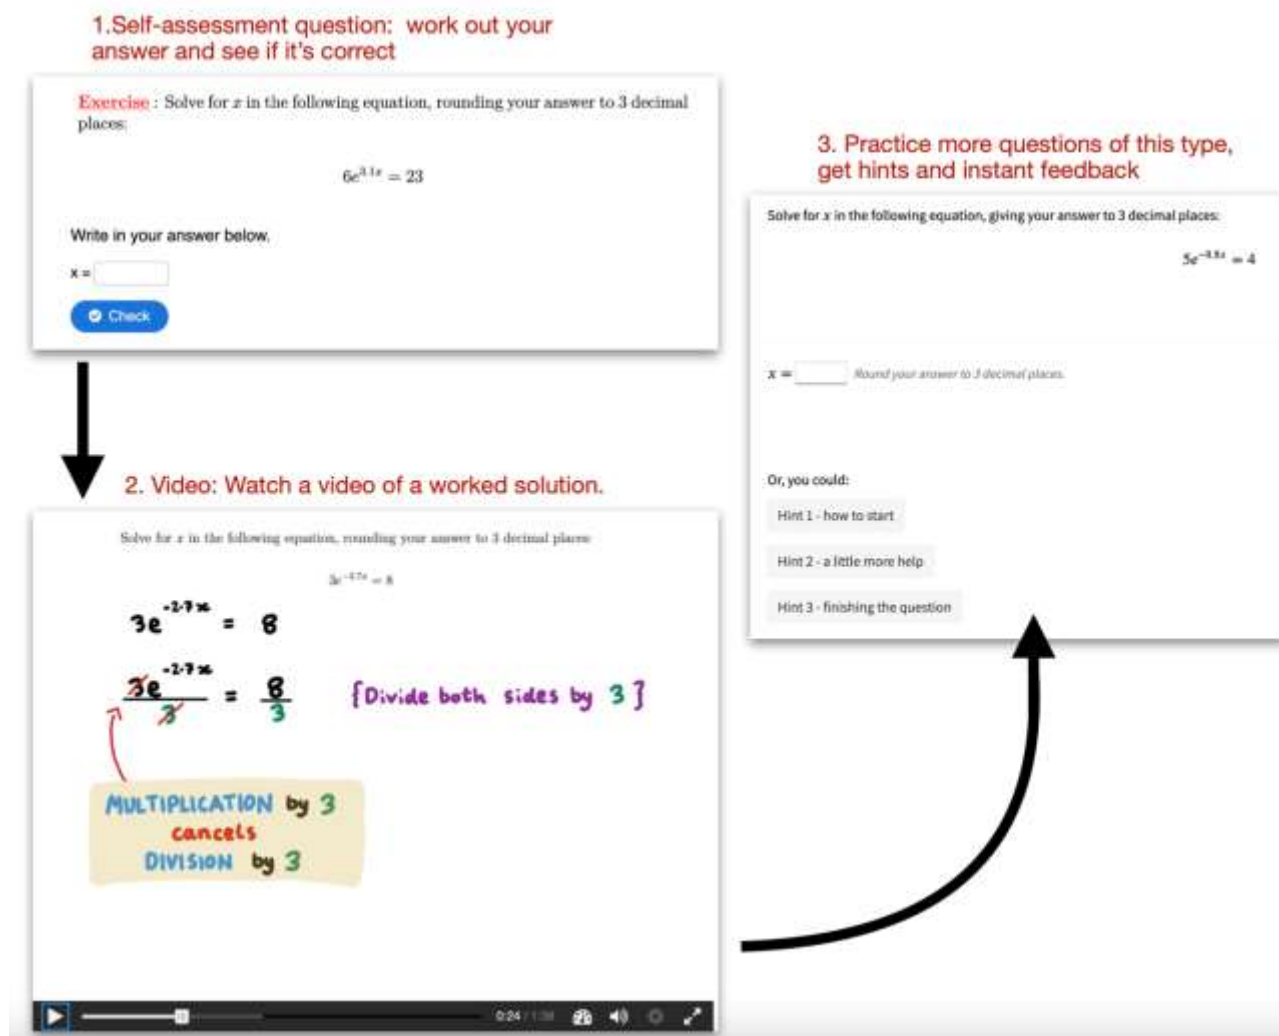 1.Self-assessment question: work out your
answer and see if it's correct
Exercise : Solve for x in the following equation, rounding your answer to 3 decimal
places:
6e^3.1x = 23
Write in your answer below.
x =
Check
2. Video: Watch a video of a worked solution.
Solve for x in the following equation, rounding your answer to 3 decimal places
3e^-2.7x = 8
3e^-2.7x = 8
3e^-2.7x / 3 = 8 / 3 {Divide both sides by 3}
MULTIPLICATION by 3
cancels
DIVISION by 3
0:24 / 1:38
3. Practice more questions of this type,
get hints and instant feedback
Solve for x in the following equation, giving your answer to 3 decimal places:
= 4
x =
Round your answer to 3 decimal places.
Or, you could:
Hint 1 - how to start
Hint 2 - a little more help
Hint 3 - finishing the question